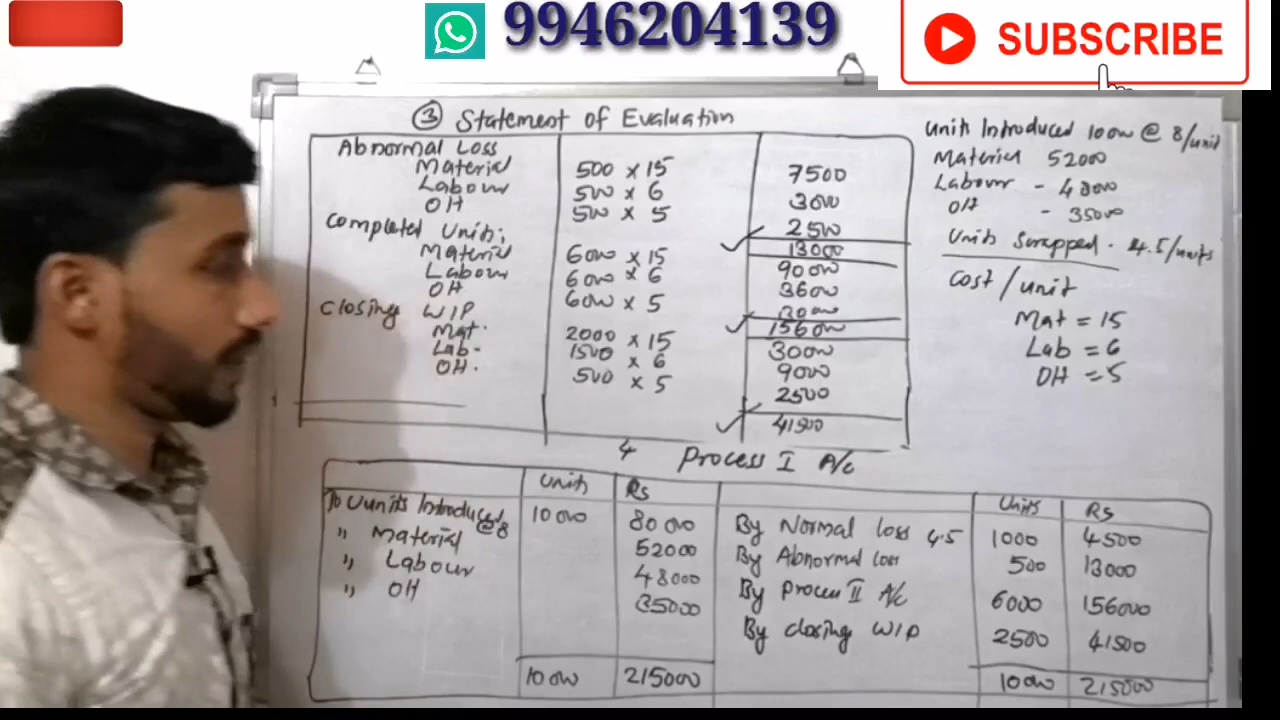 9946204139
SUBSCRIBE
③ Statement of Evaluation
Abnormal Loss
Material 500 x 15 7500
Labour 500 x 6 3000
OH 500 x 5 2500
13000
Completed Units;
Material 6000 x 15 90000
Labour 6000 x 6 36000
OH 6000 x 5 30000
156000
Closing WIP
Mat. 2000 x 15 30000
Lab- 1500 x 6 9000
OH. 500 x 5 2500
41500
Units Introduced 10000 @ 8/unit
Material 52000
Labour - 48000
OH - 35000
Units Scrapped - 4.5/units
Cost / unit
Mat = 15
Lab = 6
OH = 5
4 Process I A/c
Units Rs Units Rs
To Uunits Introduced @8 10000 80000 By Normal loss 4.5 1000 4500
" Material 52000 By Abnormal loss 500 13000
" Labour 48000 By Process II A/c 6000 156000
" OH 35000 By closing WIP 2500 41500
10000 215000 10000 215000